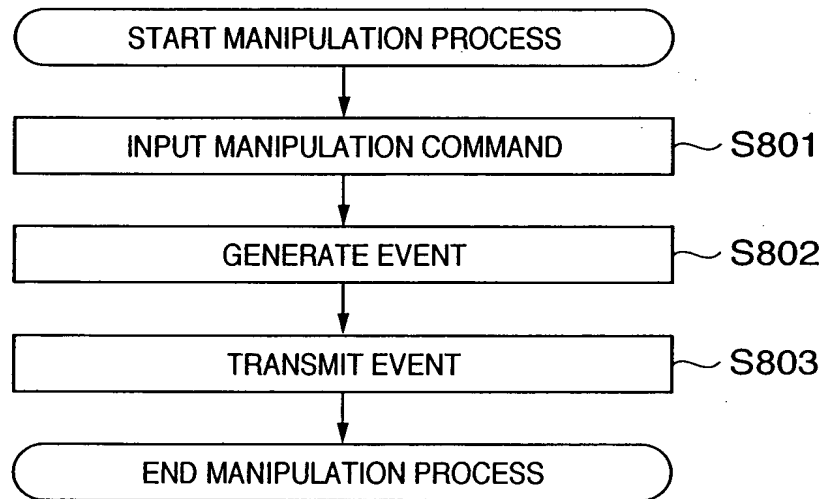 START MANIPULATION PROCESS
INPUT MANIPULATION COMMAND S801
GENERATE EVENT S802
TRANSMIT EVENT S803
END MANIPULATION PROCESS